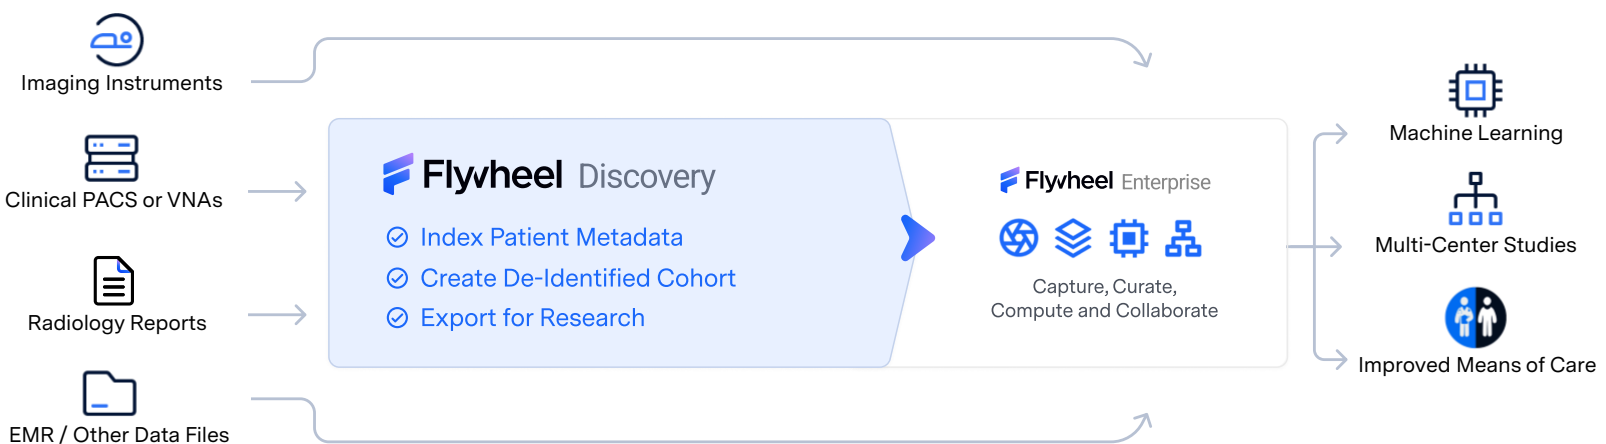 Imaging Instruments
Clinical PACS or VNAs
Radiology Reports
EMR / Other Data Files
Flywheel Discovery
Index Patient Metadata
Create De-Identified Cohort
Export for Research
Flywheel Enterprise
Capture, Curate,
Compute and Collaborate
Machine Learning
Multi-Center Studies
Improved Means of Care